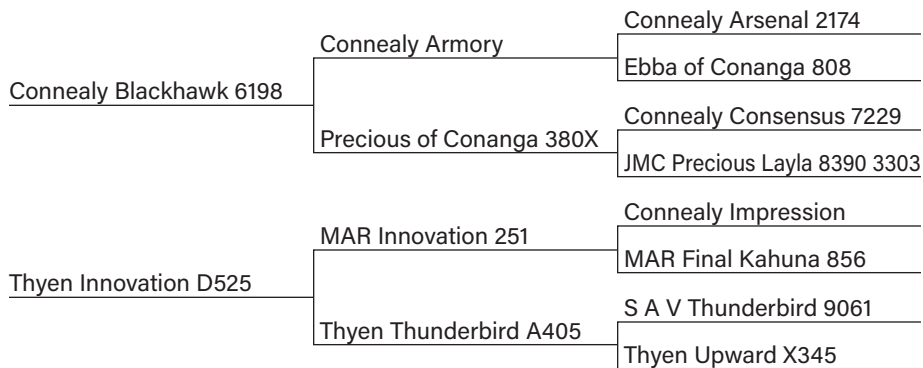 Connealy Arsenal 2174
Connealy Armory
Ebba of Conanga 808
Connealy Blackhawk 6198
Connealy Consensus 7229
Precious of Conanga 380X
JMC Precious Layla 8390 3303
Connealy Impression
MAR Innovation 251
MAR Final Kahuna 856
Thyen Innovation D525
S A V Thunderbird 9061
Thyen Thunderbird A405
Thyen Upward X345